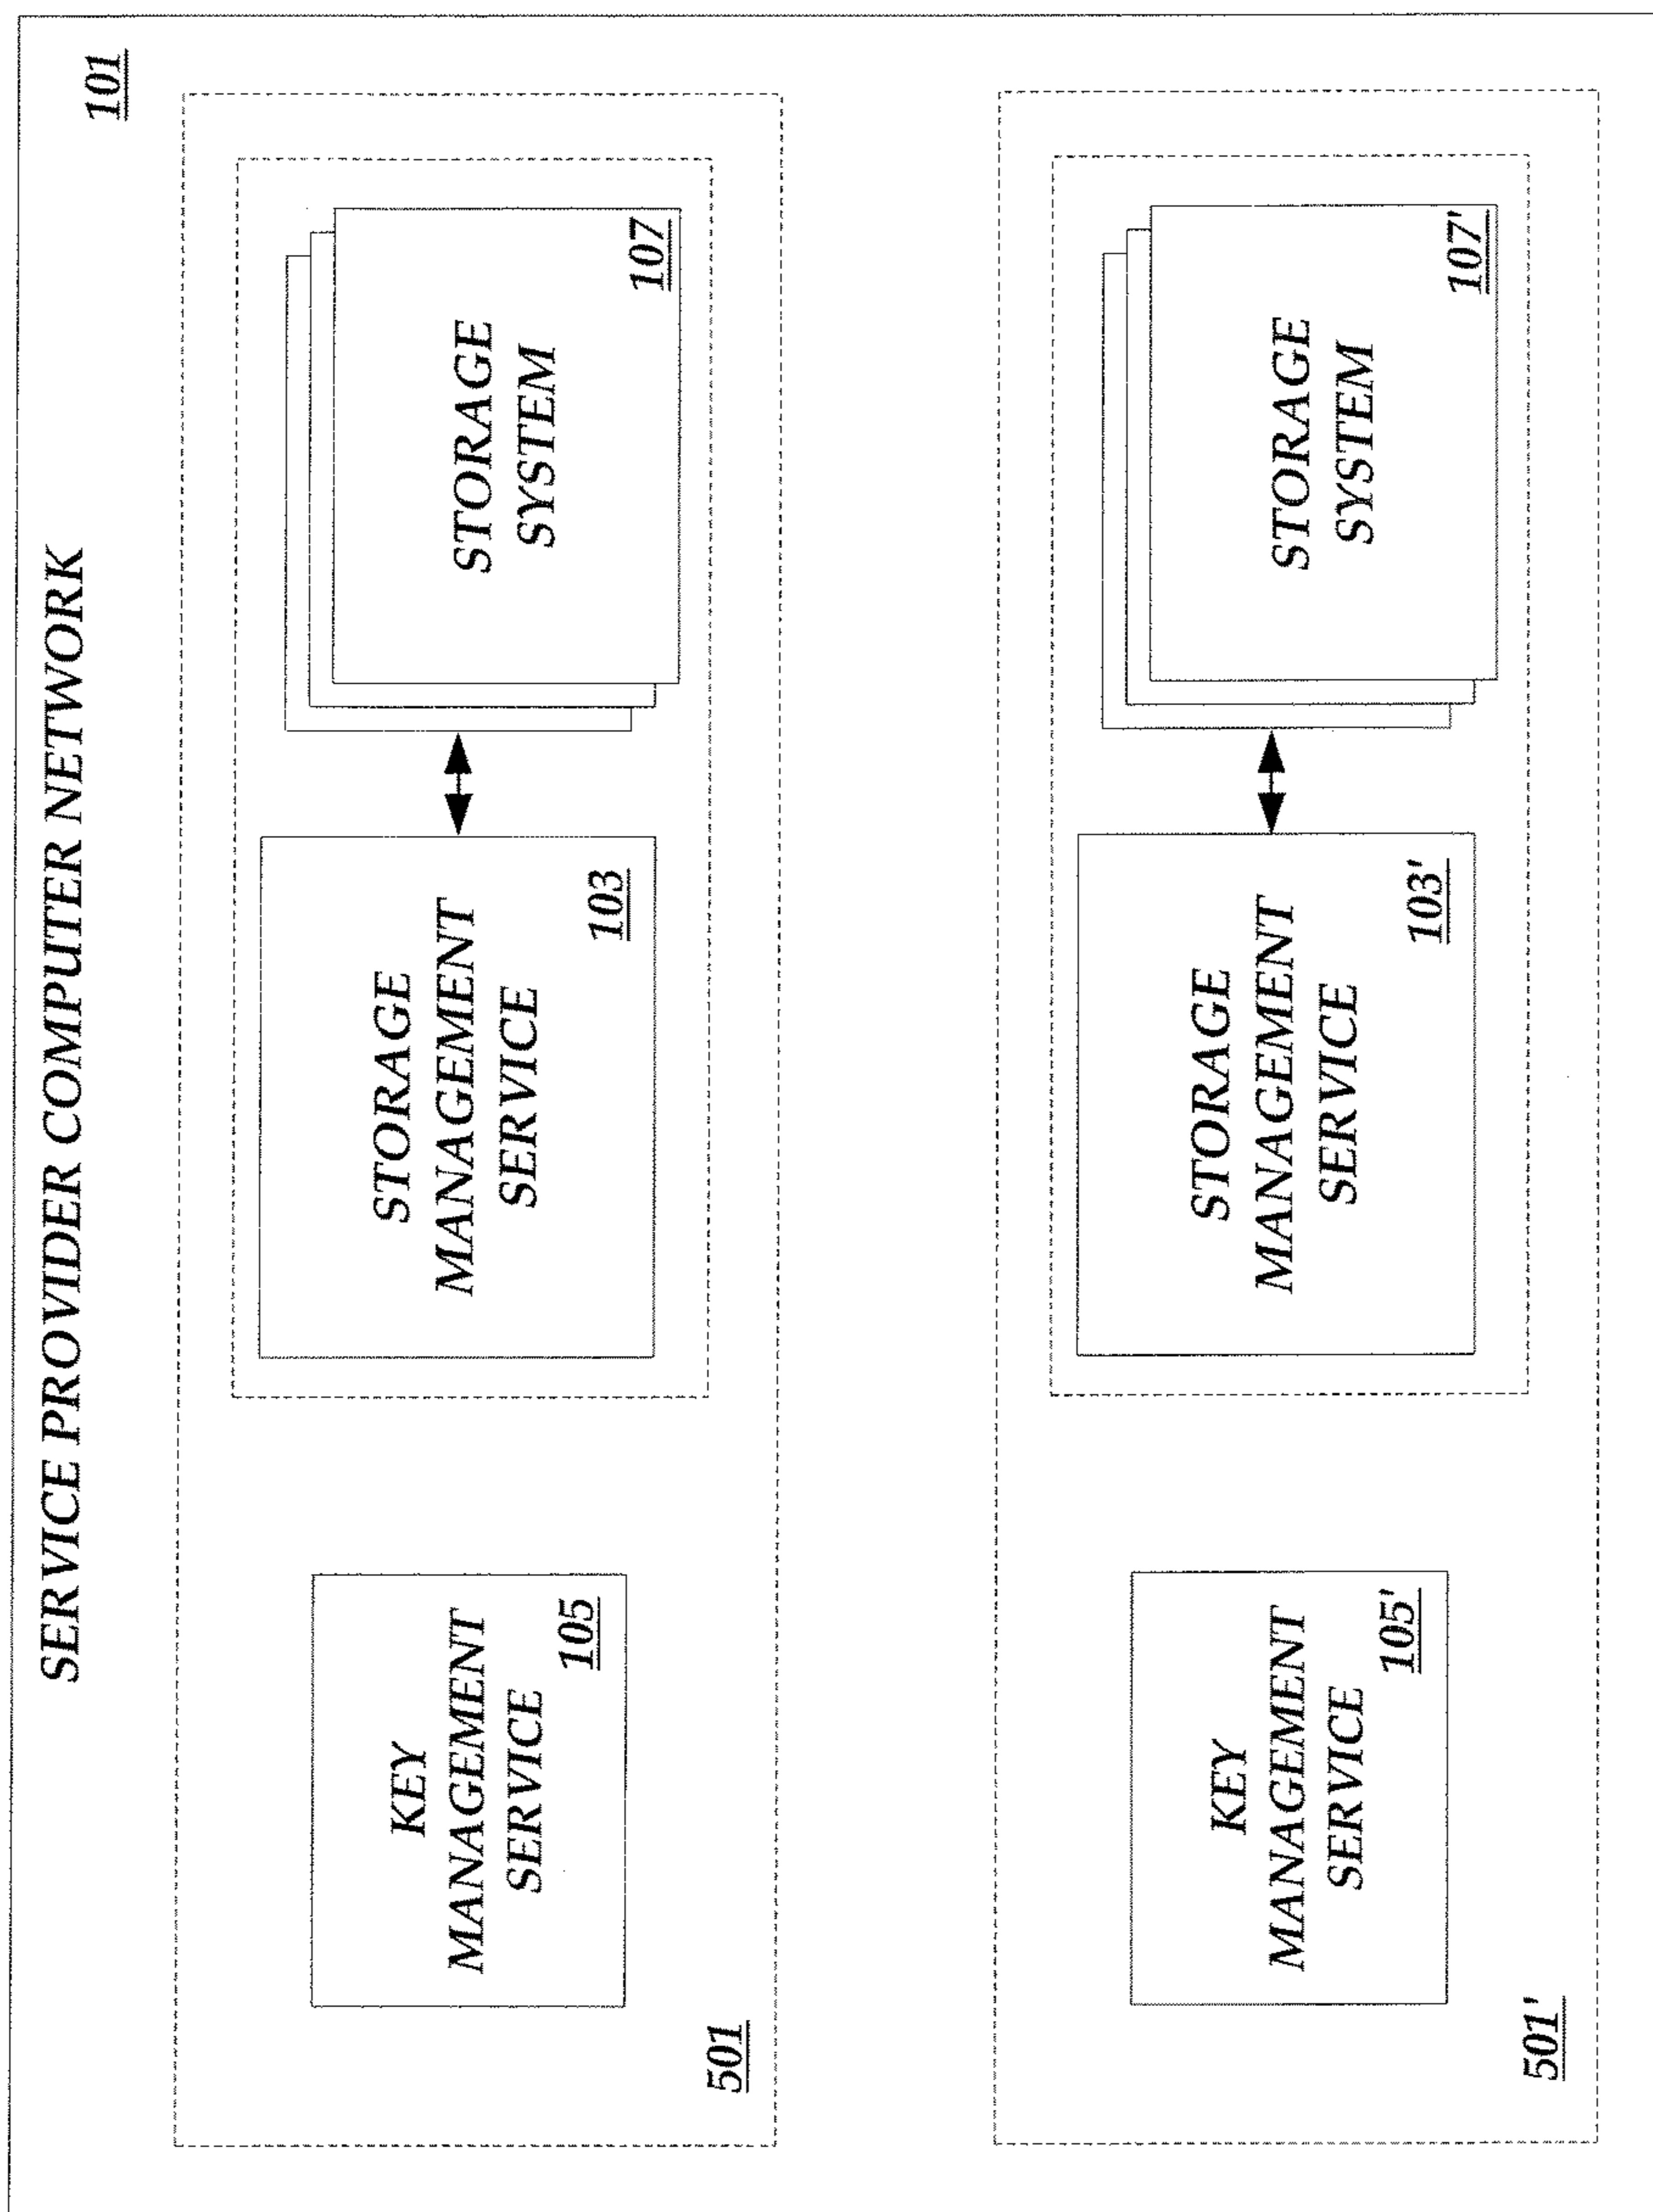 SERVICE PROVIDER COMPUTER NETWORK
101
KEY
MANAGEMENT
SERVICE
105
STORAGE
MANAGEMENT
SERVICE
103
STORAGE
SYSTEM
107
501
KEY
MANAGEMENT
SERVICE
105'
STORAGE
MANAGEMENT
SERVICE
103'
STORAGE
SYSTEM
107'
501'